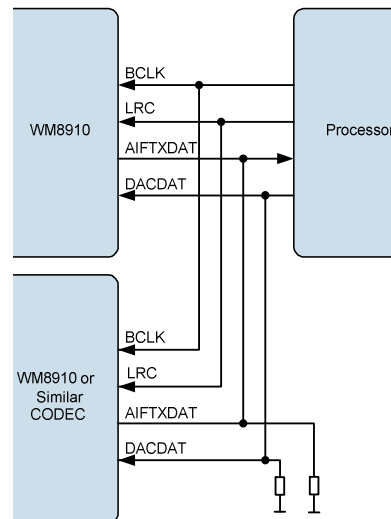 BCLK
LRC
WM8910
Processor
AIFTXDAT
DACDAT
BCLK
LRC
WM8910 or
Similar
CODEC
AIFTXDAT
DACDAT